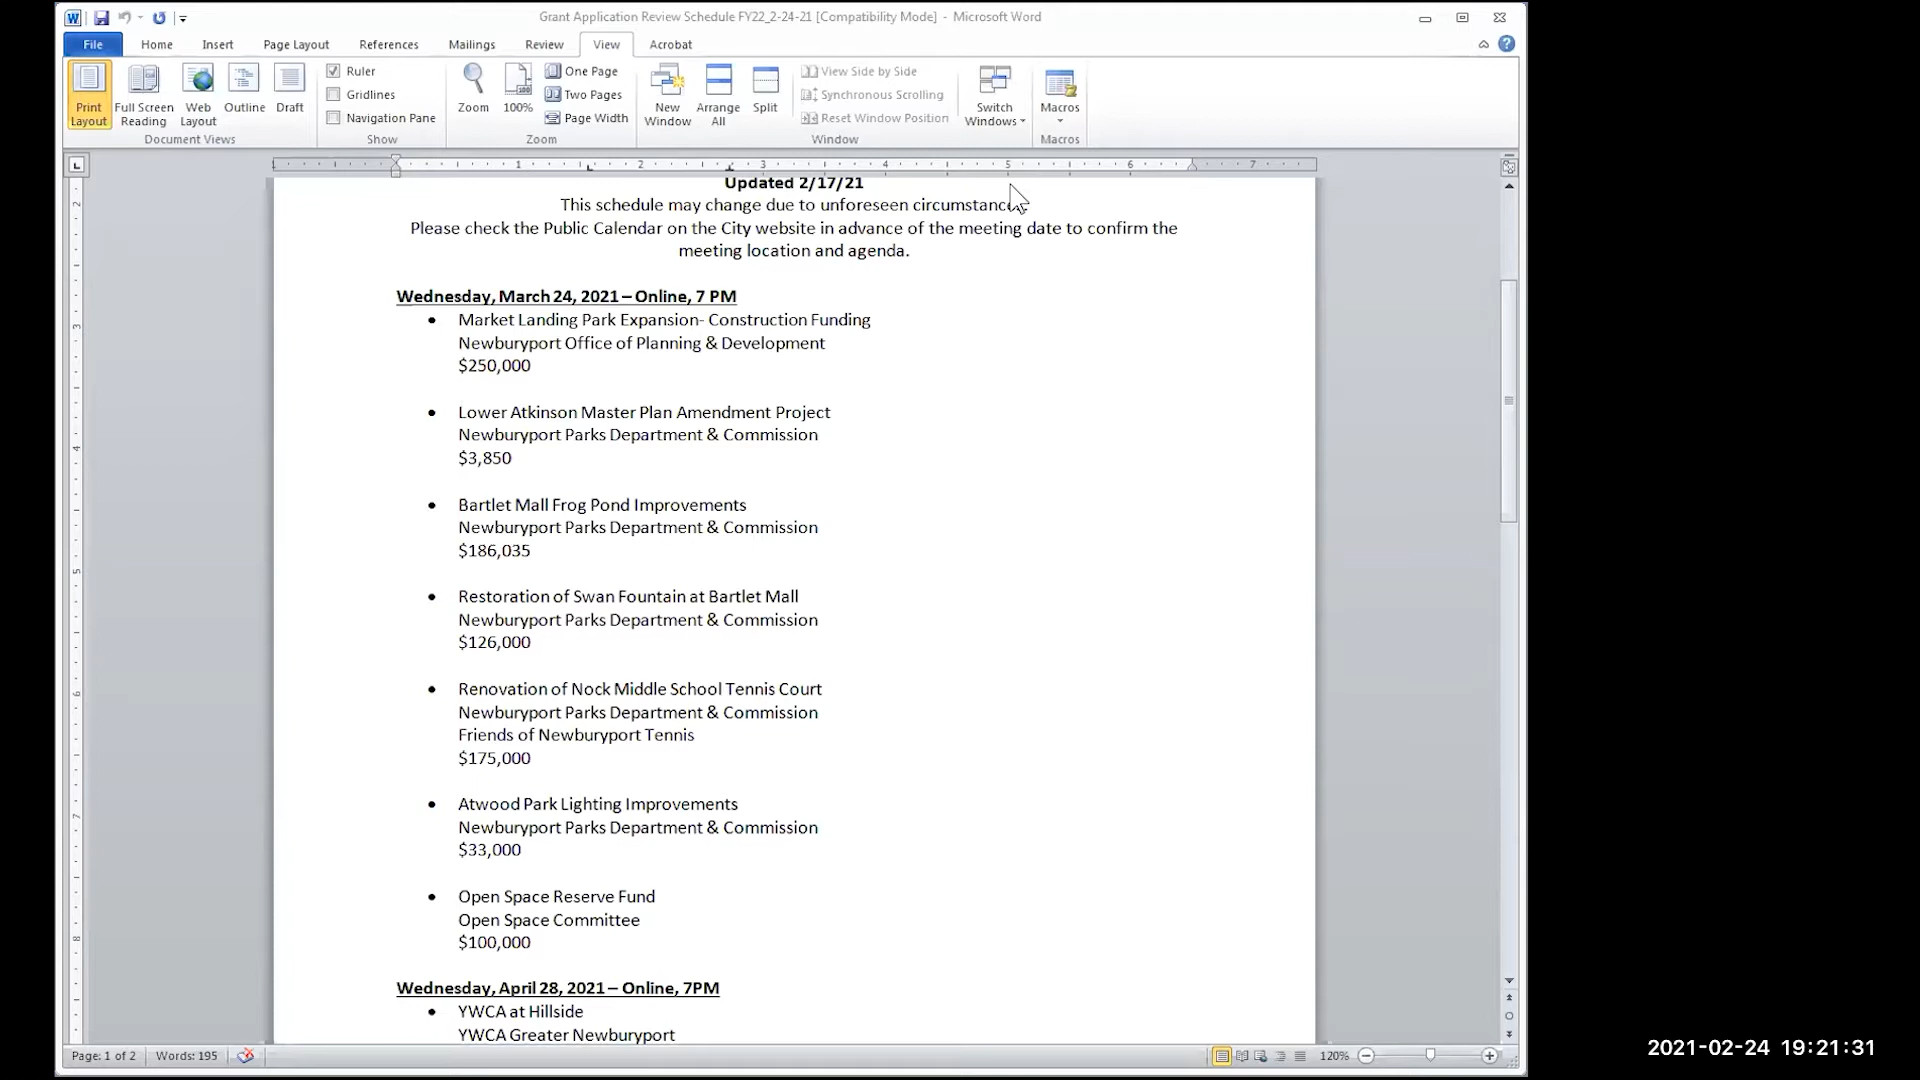 Grant Application Review Schedule FY22_2-24-21 [Compatibility Mode] - Microsoft Word
File Home Insert Page Layout References Mailings Review View Acrobat
Print Layout
Full Screen Reading
Web Layout
Outline
Draft
Document Views
Ruler
Gridlines
Navigation Pane
Show
Zoom
100%
One Page
Two Pages
Page Width
Zoom
New Window
Arrange All
Split
View Side by Side
Synchronous Scrolling
Reset Window Position
Window
Switch Windows
Macros
Macros
1 2 3 4 5 6 7
Updated 2/17/21
This schedule may change due to unforeseen
Please check the Public Calendar on the City website in advance of the meeting date to confirm the
meeting location and agenda.
Wednesday, March 24, 2021 – Online, 7 PM
• Market Landing Park Expansion- Construction Funding
Newburyport Office of Planning & Development
$250,000
• Lower Atkinson Master Plan Amendment Project
Newburyport Parks Department & Commission
$3,850
• Bartlet Mall Frog Pond Improvements
Newburyport Parks Department & Commission
$186,035
• Restoration of Swan Fountain at Bartlet Mall
Newburyport Parks Department & Commission
$126,000
• Renovation of Nock Middle School Tennis Court
Newburyport Parks Department & Commission
Friends of Newburyport Tennis
$175,000
• Atwood Park Lighting Improvements
Newburyport Parks Department & Commission
$33,000
• Open Space Reserve Fund
Open Space Committee
$100,000
Wednesday, April 28, 2021 – Online, 7PM
• YWCA at Hillside
YWCA Greater Newburyport
Page: 1 of 2 Words: 195 120%
2021-02-24 19:21:31